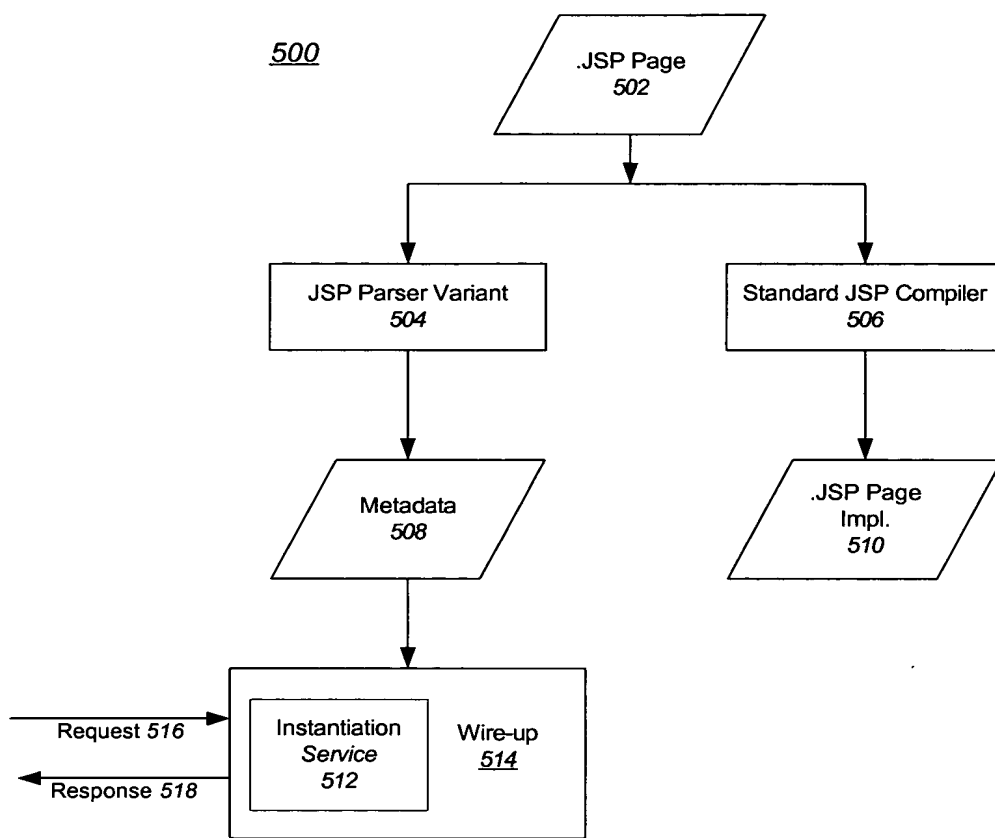 500
.JSP Page
502
JSP Parser Variant
504
Standard JSP Compiler
506
Metadata
508
.JSP Page
Impl.
510
Request 516
Response 518
Instantiation
Service
512
Wire-up
514